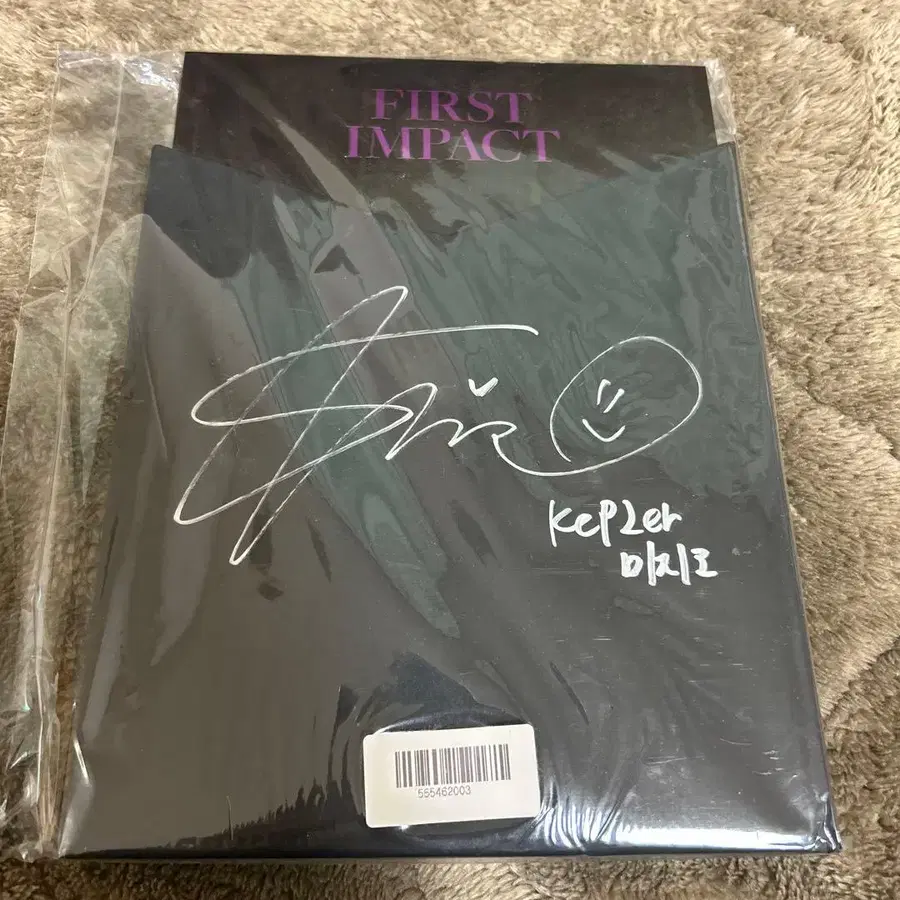 FIRST
IMPACT
Kep1er
마시로
555462003